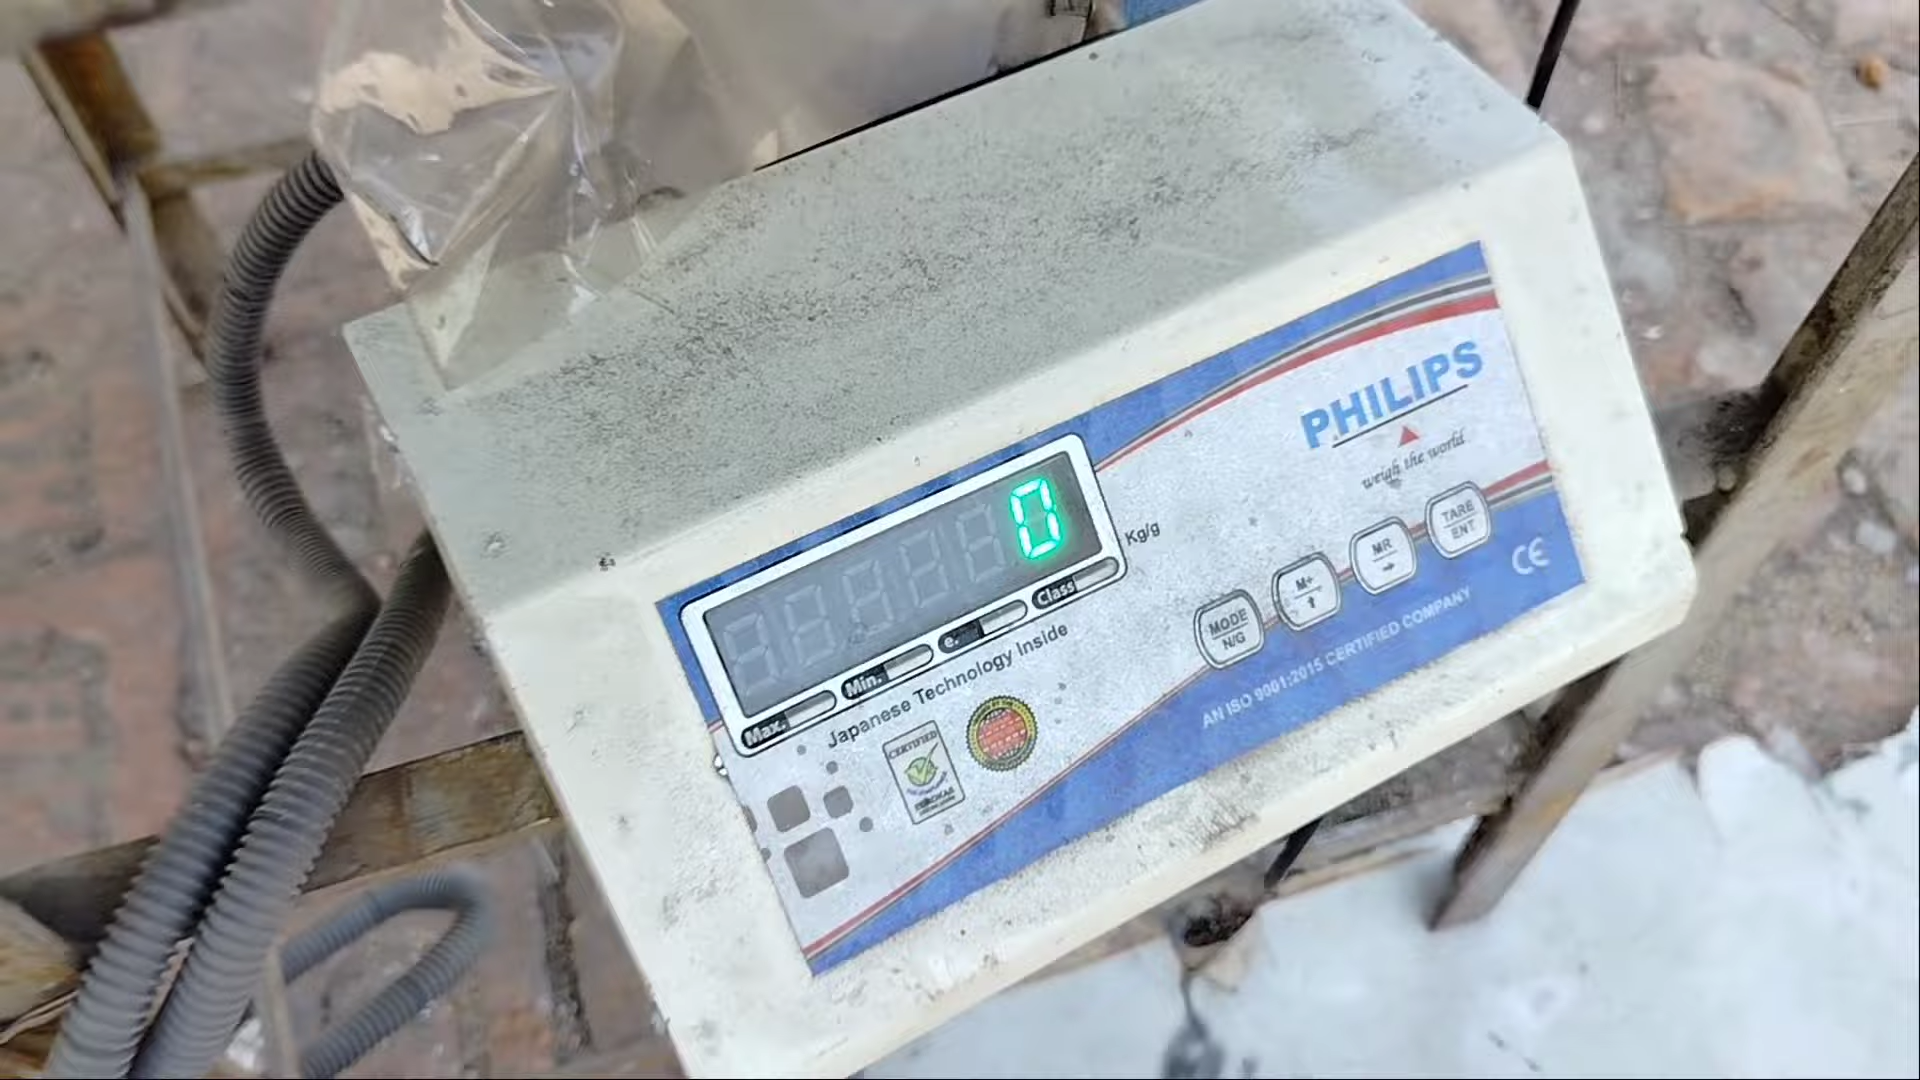 PHILIPS
weigh the world
0
Kg/g
Max.
Min.
e.
Class
Japanese Technology Inside
MODE
N/G
M+
MR
TARE
ENT
CE
AN ISO 9001:2015 CERTIFIED COMPANY
CERTIFIED